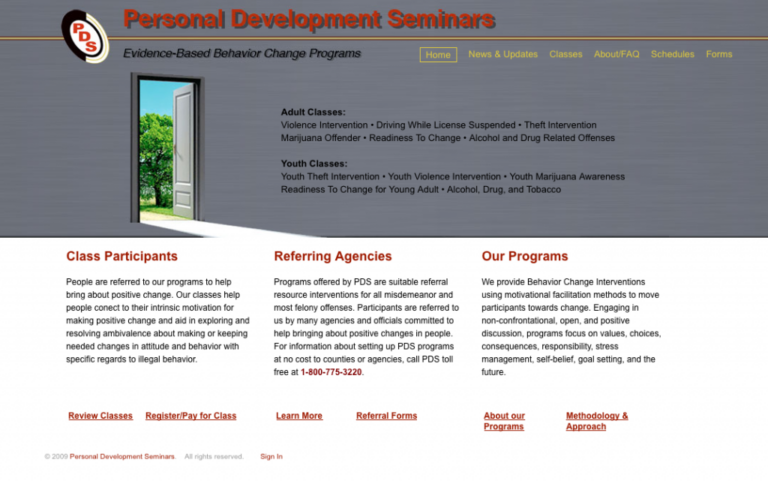 Personal Development Seminars
PDS
Evidence-Based Behavior Change Programs
Home News & Updates Classes About/FAQ Schedules Forms
Adult Classes:
Violence Intervention • Driving While License Suspended • Theft Intervention
Marijuana Offender • Readiness To Change • Alcohol and Drug Related Offenses
Youth Classes:
Youth Theft Intervention • Youth Violence Intervention • Youth Marijuana Awareness
Readiness To Change for Young Adult • Alcohol, Drug, and Tobacco
Class Participants
People are referred to our programs to help
bring about positive change. Our classes help
people conect to their intrinsic motivation for
making positive change and aid in exploring and
resolving ambivalence about making or keeping
needed changes in attitude and behavior with
specific regards to illegal behavior.
Review Classes Register/Pay for Class
Referring Agencies
Programs offered by PDS are suitable referral
resource interventions for all misdemeanor and
most felony offenses. Participants are referred to
us by many agencies and officials committed to
help bringing about positive changes in people.
For information about setting up PDS programs
at no cost to counties or agencies, call PDS toll
free at 1-800-775-3220.
Learn More Referral Forms
Our Programs
We provide Behavior Change Interventions
using motivational facilitation methods to move
participants towards change. Engaging in
non-confrontational, open, and positive
discussion, programs focus on values, choices,
consequences, responsibility, stress
management, self-belief, goal setting, and the
future.
About our Methodology &
Programs Approach
© 2009 Personal Development Seminars. All rights reserved. Sign In